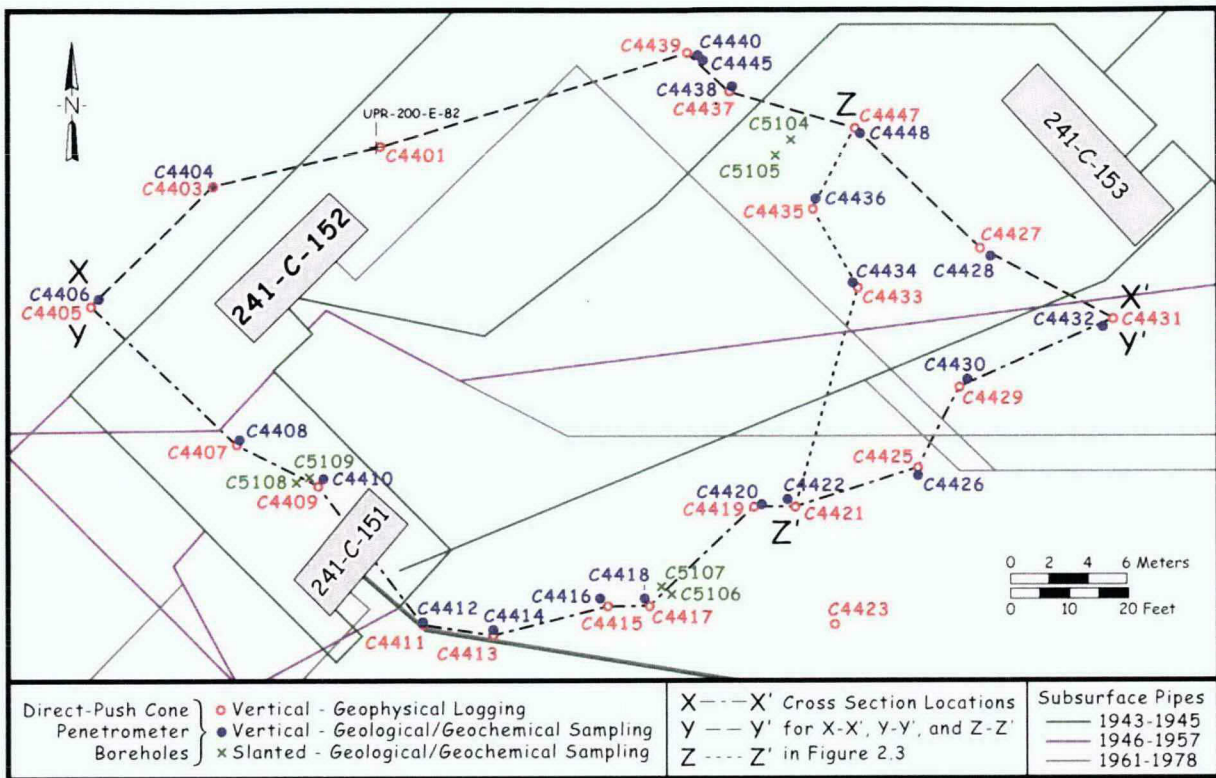 C4439
C4440
C4445
C4438
C4437
N
UPR-200-E-82
C4401
Z
C4447
C4448
C5104
C5105
241-C-153
C4404
C4403
C4436
C4435
241-C-152
C4427
C4428
X
C4406
C4405
Y
C4434
C4433
X'
C4431
C4432
Y'
C4430
C4429
C4408
C4407
C5109
C5108
C4410
C4409
C4425
C4426
C4420
C4422
C4419
C4421
Z'
241-C-151
0 2 4 6 Meters
0 10 20 Feet
C4418
C5107
C4416
C5106
C4415
C4417
C4423
C4412
C4414
C4411
C4413
Direct-Push Cone
Penetrometer
Boreholes
Vertical - Geophysical Logging
Vertical - Geological/Geochemical Sampling
Slanted - Geological/Geochemical Sampling
X X' Cross Section Locations
Y Y' for X-X', Y-Y', and Z-Z'
Z Z' in Figure 2.3
Subsurface Pipes
1943-1945
1946-1957
1961-1978